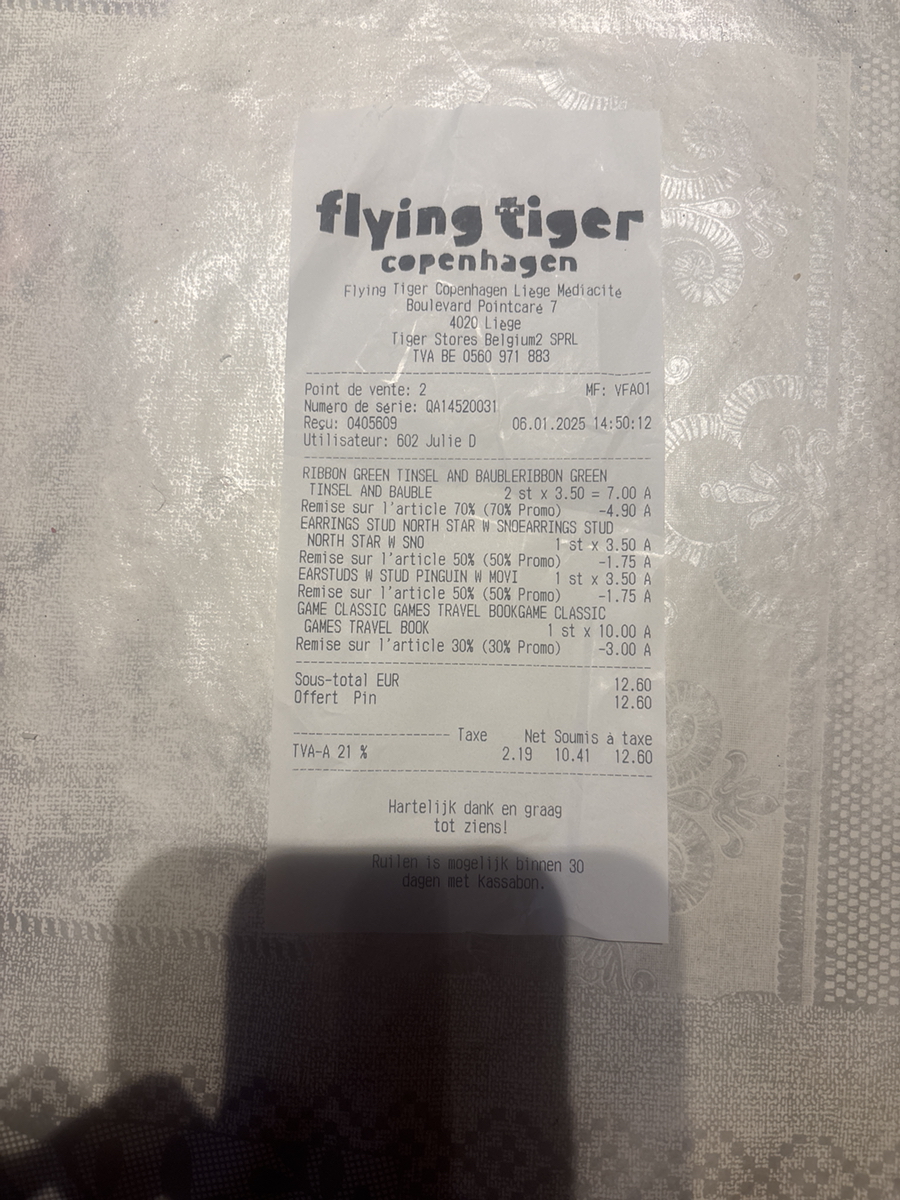 flying tiger
copenhagen
Flying Tiger Copenhagen Liège Médiacité
Boulevard Pointcaré 7
4020 Liège
Tiger Stores Belgium2 SPRL
TVA BE 0560 971 883
Point de vente: 2 MF: VFA01
Numéro de série: QA14520031
Reçu: 0405609 06.01.2025 14:50:12
Utilisateur: 602 Julie D
RIBBON GREEN TINSEL AND BAUBLERIBBON GREEN
TINSEL AND BAUBLE 2 st x 3.50 = 7.00 A
Remise sur l'article 70% (70% Promo) -4.90 A
EARRINGS STUD NORTH STAR W SNOEARRINGS STUD
NORTH STAR W SNO 1 st x 3.50 A
Remise sur l'article 50% (50% Promo) -1.75 A
EARSTUDS W STUD PINGUIN W MOVI 1 st x 3.50 A
Remise sur l'article 50% (50% Promo) -1.75 A
GAME CLASSIC GAMES TRAVEL BOOKGAME CLASSIC
GAMES TRAVEL BOOK 1 st x 10.00 A
Remise sur l'article 30% (30% Promo) -3.00 A
Sous-total EUR 12.60
Offert Pin 12.60
Taxe Net Soumis à taxe
TVA-A 21 % 2.19 10.41 12.60
Hartelijk dank en graag
tot ziens!
Ruilen is mogelijk binnen 30
dagen met Kassabon.